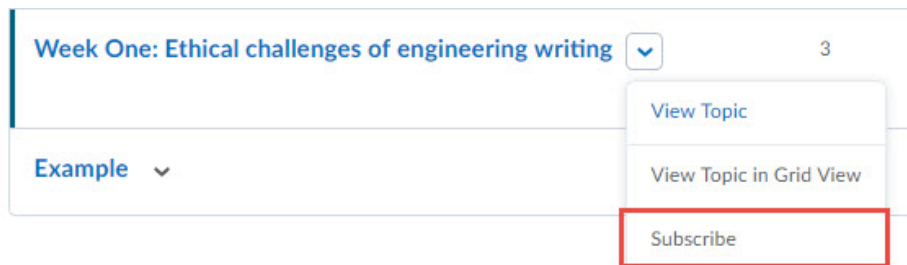 Week One: Ethical challenges of engineering writing 3
View Topic
Example
View Topic in Grid View
Subscribe